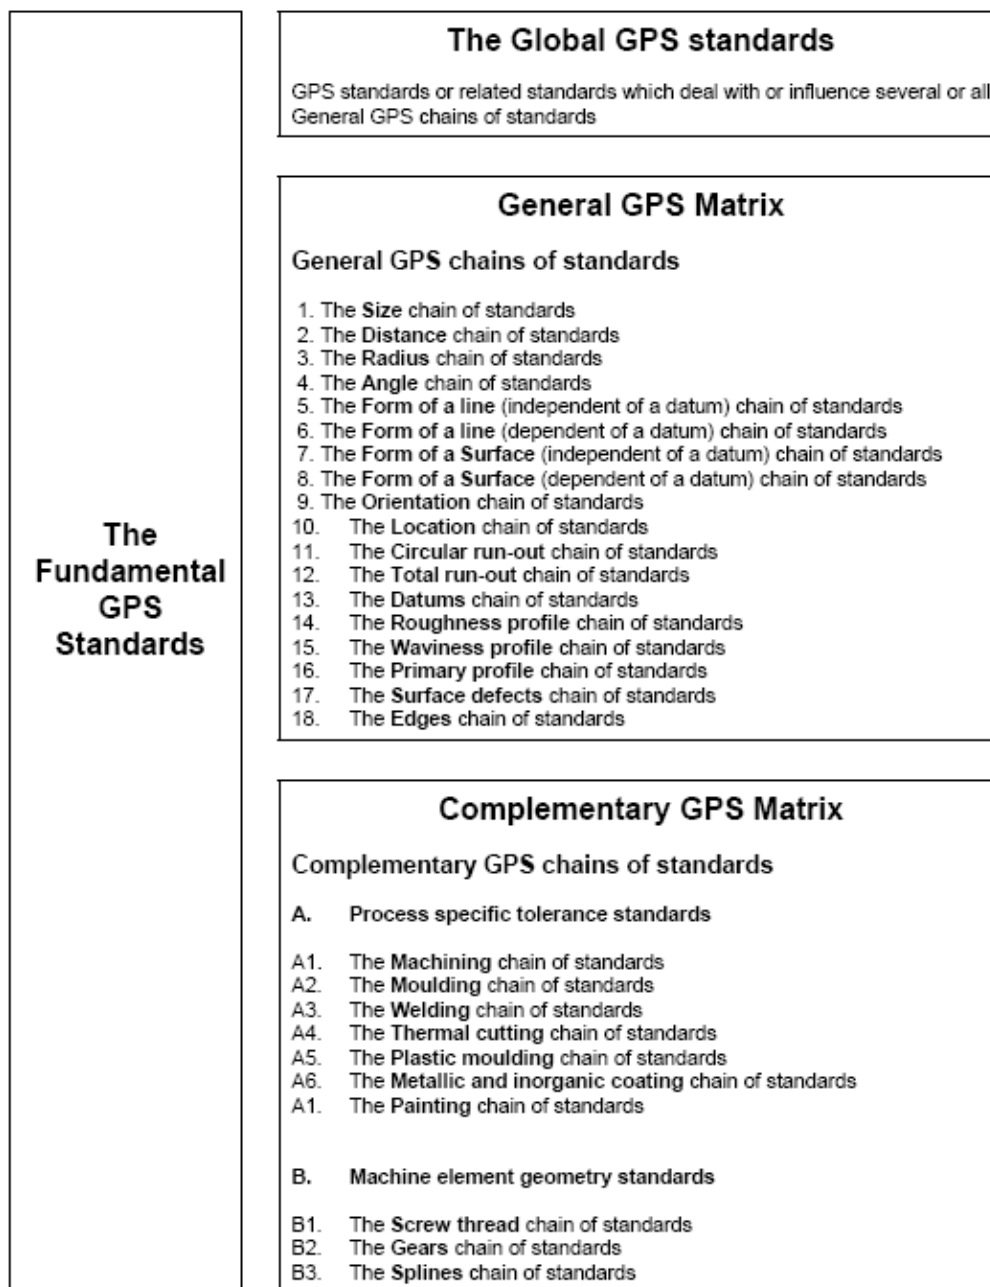 The
Fundamental
GPS
Standards
The Global GPS standards
GPS standards or related standards which deal with or influence several or all
General GPS chains of standards
General GPS Matrix
General GPS chains of standards
1. The Size chain of standards
2. The Distance chain of standards
3. The Radius chain of standards
4. The Angle chain of standards
5. The Form of a line (independent of a datum) chain of standards
6. The Form of a line (dependent of a datum) chain of standards
7. The Form of a Surface (independent of a datum) chain of standards
8. The Form of a Surface (dependent of a datum) chain of standards
9. The Orientation chain of standards
10. The Location chain of standards
11. The Circular run-out chain of standards
12. The Total run-out chain of standards
13. The Datums chain of standards
14. The Roughness profile chain of standards
15. The Waviness profile chain of standards
16. The Primary profile chain of standards
17. The Surface defects chain of standards
18. The Edges chain of standards
Complementary GPS Matrix
Complementary GPS chains of standards
A. Process specific tolerance standards
A1. The Machining chain of standards
A2. The Moulding chain of standards
A3. The Welding chain of standards
A4. The Thermal cutting chain of standards
A5. The Plastic moulding chain of standards
A6. The Metallic and inorganic coating chain of standards
A1. The Painting chain of standards
B. Machine element geometry standards
B1. The Screw thread chain of standards
B2. The Gears chain of standards
B3. The Splines chain of standards